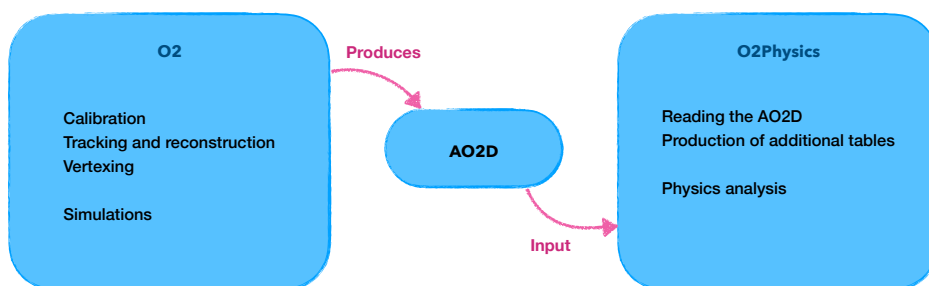 O2
Calibration
Tracking and reconstruction
Vertexing
Simulations
Produces
AO2D
Input
O2Physics
Reading the AO2D
Production of additional tables
Physics analysis